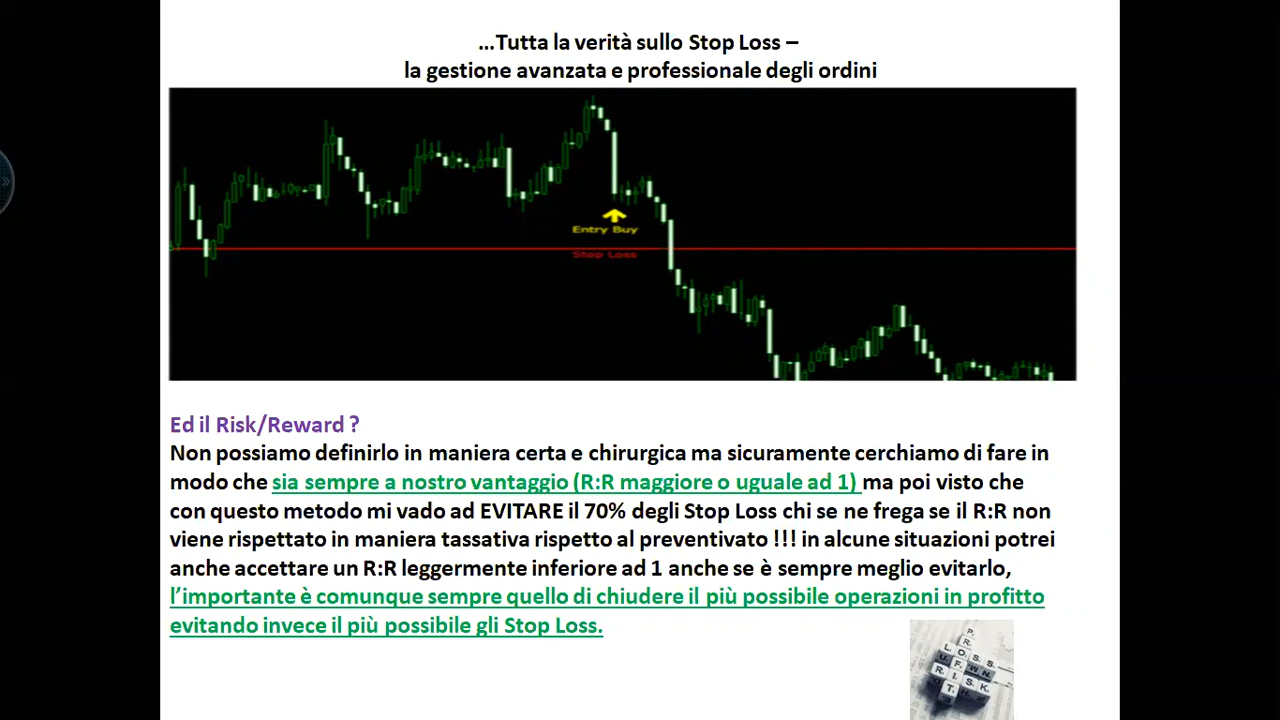 ...Tutta la verità sullo Stop Loss –
la gestione avanzata e professionale degli ordini
Entry Buy
Stop Loss
Ed il Risk/Reward ?
Non possiamo definirlo in maniera certa e chirurgica ma sicuramente cerchiamo di fare in
modo che sia sempre a nostro vantaggio (R:R maggiore o uguale ad 1) ma poi visto che
con questo metodo mi vado ad EVITARE il 70% degli Stop Loss chi se ne frega se il R:R non
viene rispettato in maniera tassativa rispetto al preventivato !!! in alcune situazioni potrei
anche accettare un R:R leggermente inferiore ad 1 anche se è sempre meglio evitarlo,
l'importante è comunque sempre quello di chiudere il più possibile operazioni in profitto
evitando invece il più possibile gli Stop Loss.